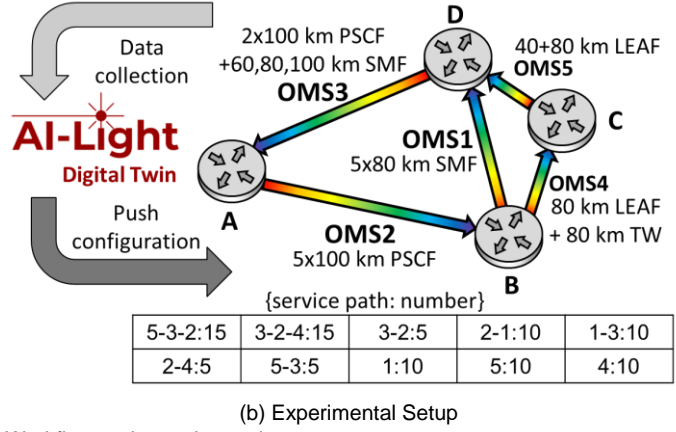 Data
collection
AI-Light
Digital Twin
Push
configuration
2x100 km PSCF
+60,80,100 km SMF
OMS3
D
40+80 km LEAF
OMS5
C
OMS1
5x80 km SMF
OMS4
80 km LEAF
+ 80 km TW
A
OMS2
5x100 km PSCF
B
{service path: number}
5-3-2:15 3-2-4:15 3-2:5 2-1:10 1-3:10
2-4:5 5-3:5 1:10 5:10 4:10
(b) Experimental Setup